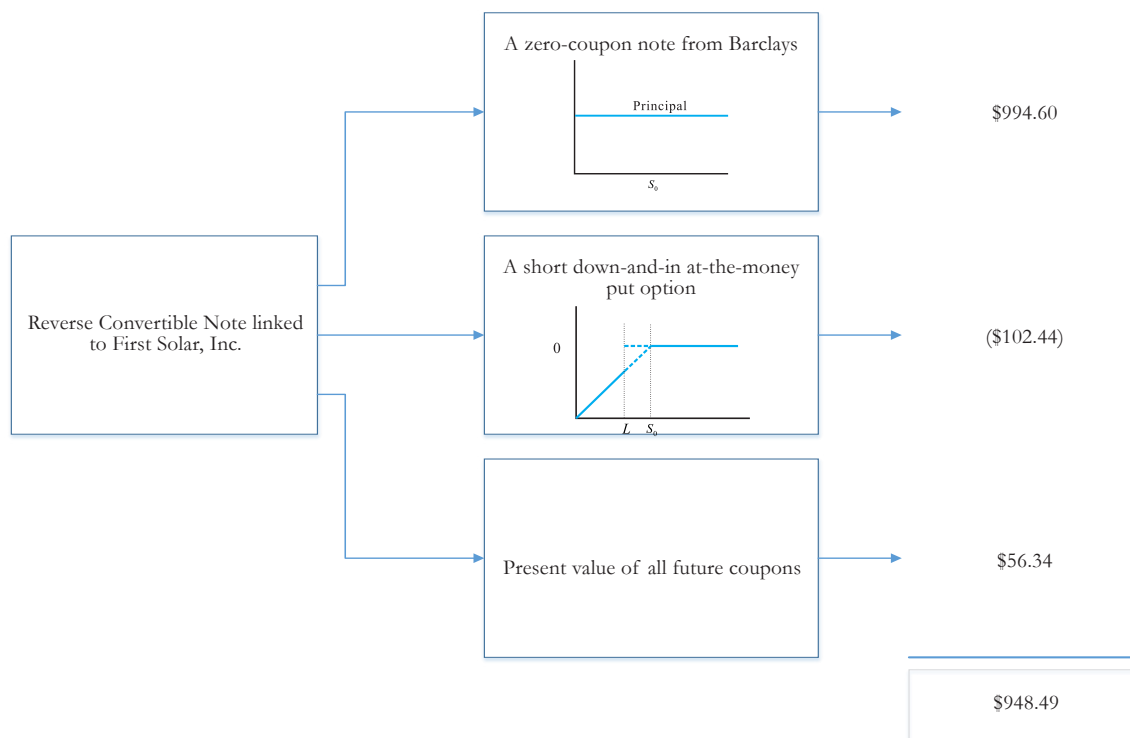 A zero-coupon note from Barclays
Principal
S₀
$994.60
Reverse Convertible Note linked
to First Solar, Inc.
A short down-and-in at-the-money
put option
0
L S₀
($102.44)
Present value of all future coupons
$56.34
$948.49